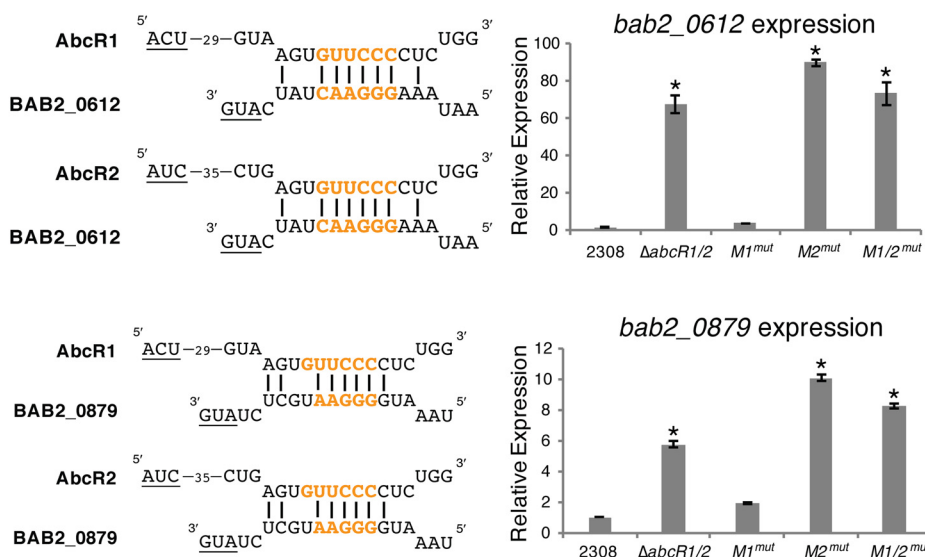 5′ 3′
AbcR1 ACU –29– GUA AGUGUUCCCCUC UGG
BAB2_0612 3′ GUAC UAUCAAGGGAAA UAA 5′
5′ 3′
AbcR2 AUC –35– CUG AGUGUUCCCCUC UGG
BAB2_0612 3′ GUAC UAUCAAGGGAAA UAA 5′
bab2_0612 expression
Relative Expression
100
80
60
40
20
0
* * *
2308 ΔabcR1/2 M1mut M2mut M1/2mut
5′ 3′
AbcR1 ACU –29– GUA AGUGUUCCCCUC UGG
BAB2_0879 3′ GUAUC UCGUAAGGGGUA AAU 5′
5′ 3′
AbcR2 AUC –35– CUG AGUGUUCCCCUC UGG
BAB2_0879 3′ GUAUC UCGUAAGGGGUA AAU 5′
bab2_0879 expression
Relative Expression
12
10
8
6
4
2
0
* * *
2308 ΔabcR1/2 M1mut M2mut M1/2mut